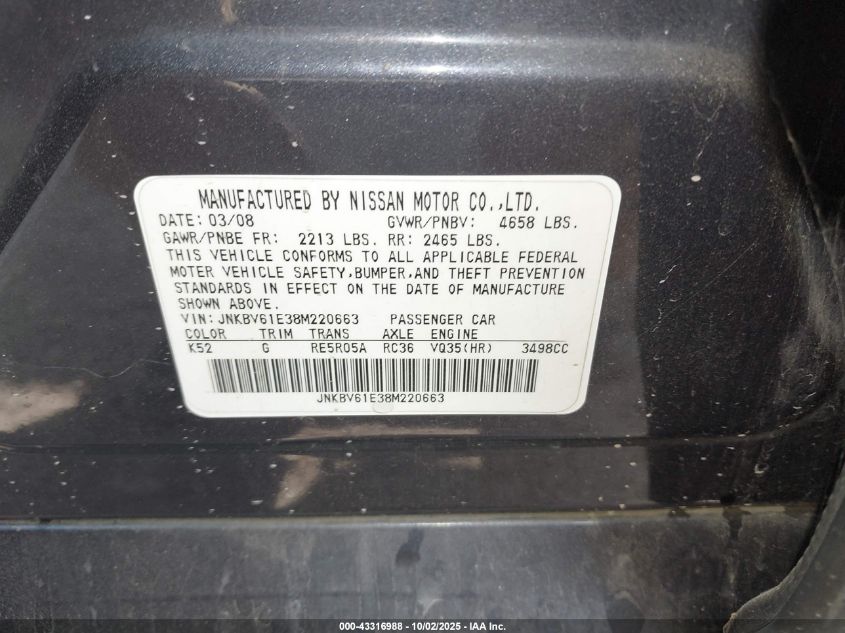 MANUFACTURED BY NISSAN MOTOR CO.,LTD.
DATE: 03/08 GVWR/PNBV: 4658 LBS.
GAWR/PNBE FR: 2213 LBS. RR: 2465 LBS.
THIS VEHICLE CONFORMS TO ALL APPLICABLE FEDERAL
MOTER VEHICLE SAFETY,BUMPER,AND THEFT PREVENTION
STANDARDS IN EFFECT ON THE DATE OF MANUFACTURE
SHOWN ABOVE.
VIN: JNKBV61E38M220663 PASSENGER CAR
COLOR TRIM TRANS AXLE ENGINE
K52 G RE5R05A RC36 VQ35(HR) 3498CC
JNKBV61E38M220663
000-43316988 - 10/02/2025 - IAA Inc.